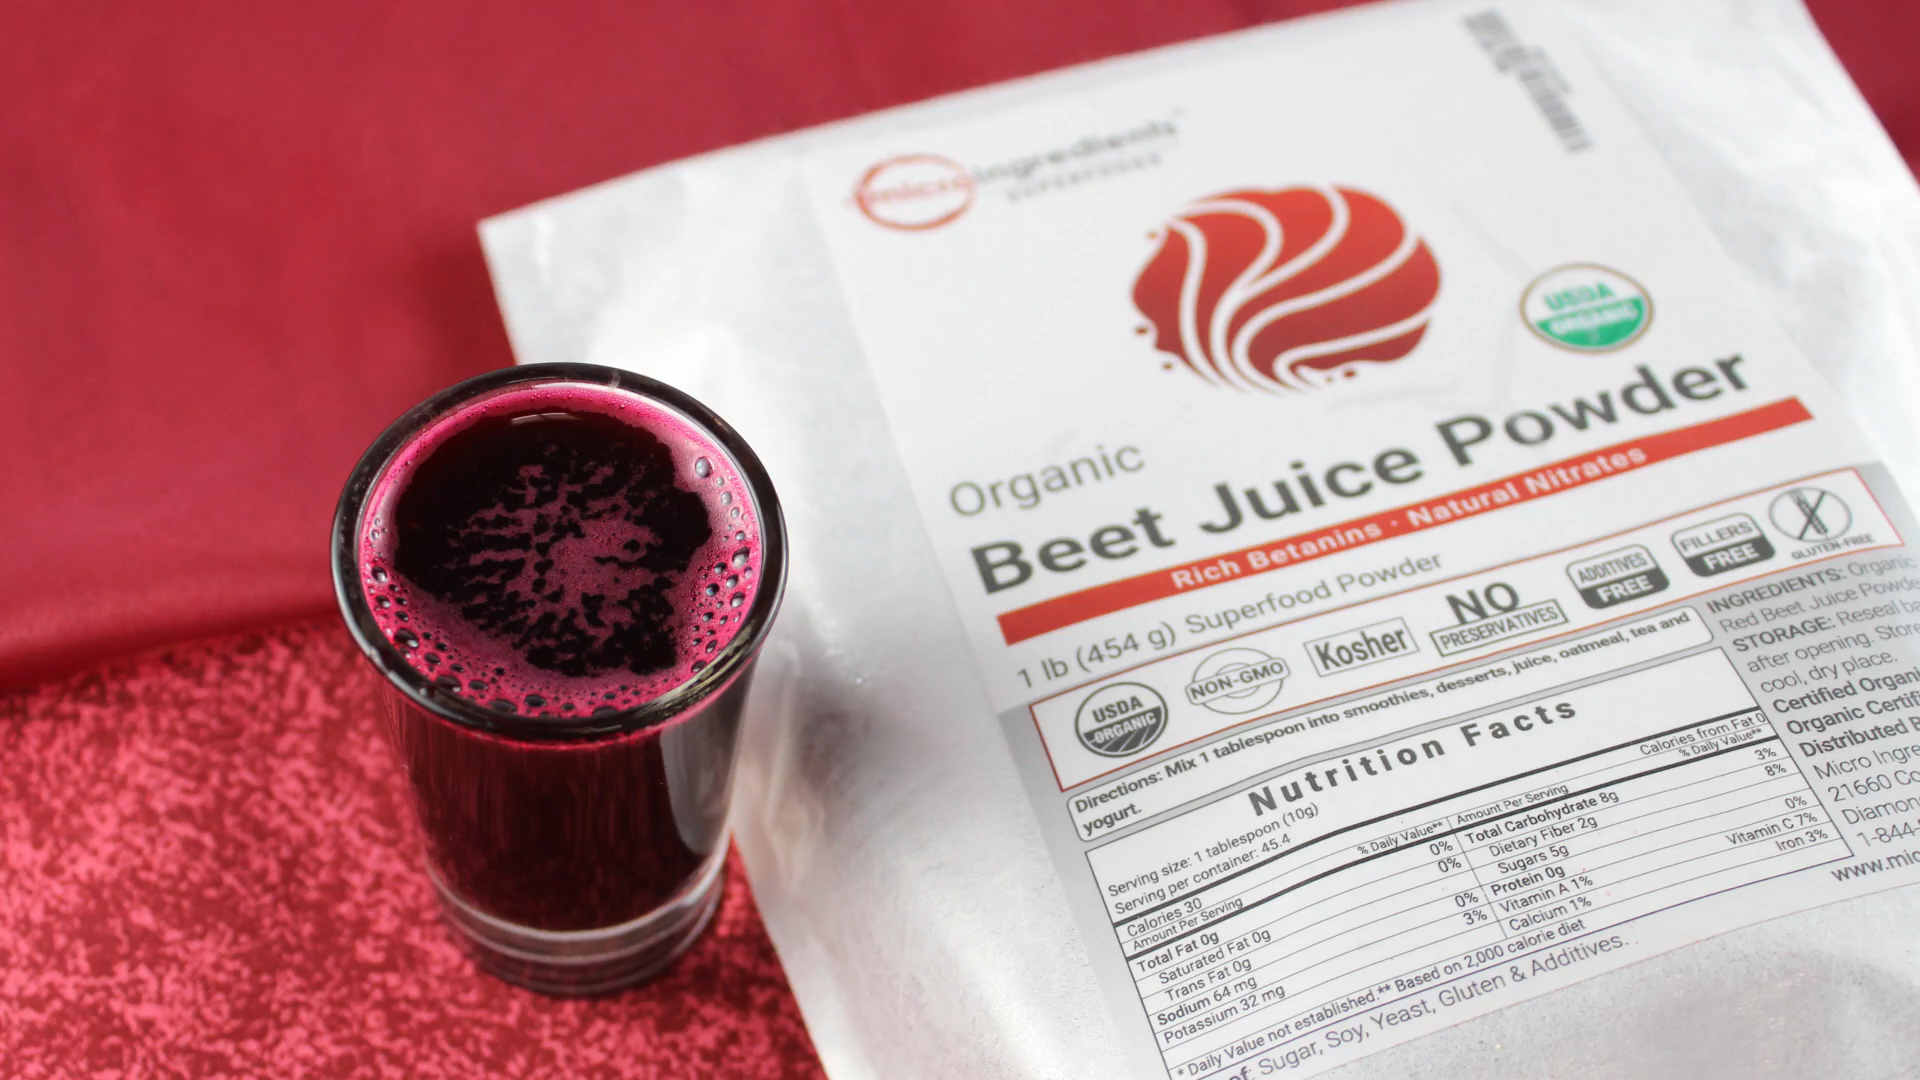 micro ingredients
SUPERFOODS
USDA
ORGANIC
Organic
Beet Juice Powder
Rich Betanins · Natural Nitrates
1 lb (454 g) Superfood Powder
USDA
ORGANIC
NON-GMO
Kosher
NO
PRESERVATIVES
ADDITIVES
FREE
FILLERS
FREE
GLUTEN-FREE
Directions: Mix 1 tablespoon into smoothies, desserts, juice, oatmeal, tea and
yogurt.
Nutrition Facts
Serving size: 1 tablespoon (10g)
Serving per container: 45.4
Calories 30
Calories from Fat 0
Amount Per Serving
% Daily Value**
Total Fat 0g 0%
Saturated Fat 0g 0%
Trans Fat 0g
Sodium 64 mg 0%
Potassium 32 mg 3%
Amount Per Serving
% Daily Value**
Total Carbohydrate 8g 3%
Dietary Fiber 2g 8%
Sugars 5g
Protein 0g 0%
Vitamin A 1% Vitamin C 7%
Calcium 1% Iron 3%
* Daily Value not established.** Based on 2,000 calorie diet
of: Sugar, Soy, Yeast, Gluten & Additives.
INGREDIENTS: Organic
Red Beet Juice Powde
STORAGE: Reseal ba
after opening. Store
cool, dry place.
Certified Organi
Organic Certifi
Distributed B
Micro Ingre
21660 Co
Diamon
1-844-
www.mic